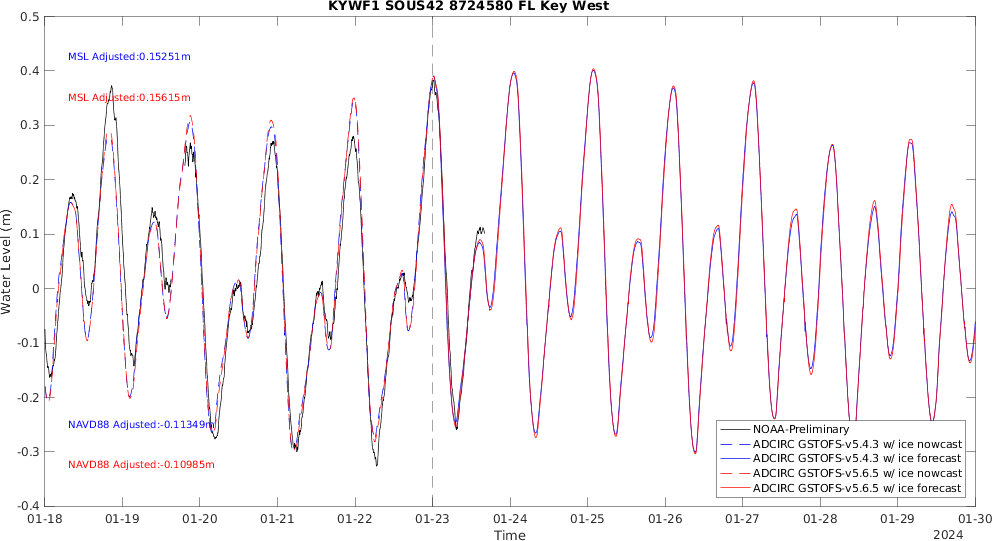 KYWF1 SOUS42 8724580 FL Key West
0.5
0.4
0.3
0.2
0.1
0
-0.1
-0.2
-0.3
-0.4
Water Level (m)
MSL Adjusted:0.15251m
MSL Adjusted:0.15615m
NAVD88 Adjusted:-0.11349m
NAVD88 Adjusted:-0.10985m
NOAA-Preliminary
ADCIRC GSTOFS-v5.4.3 w/ ice nowcast
ADCIRC GSTOFS-v5.4.3 w/ ice forecast
ADCIRC GSTOFS-v5.6.5 w/ ice nowcast
ADCIRC GSTOFS-v5.6.5 w/ ice forecast
01-18 01-19 01-20 01-21 01-22 01-23 01-24 01-25 01-26 01-27 01-28 01-29 01-30
Time
2024